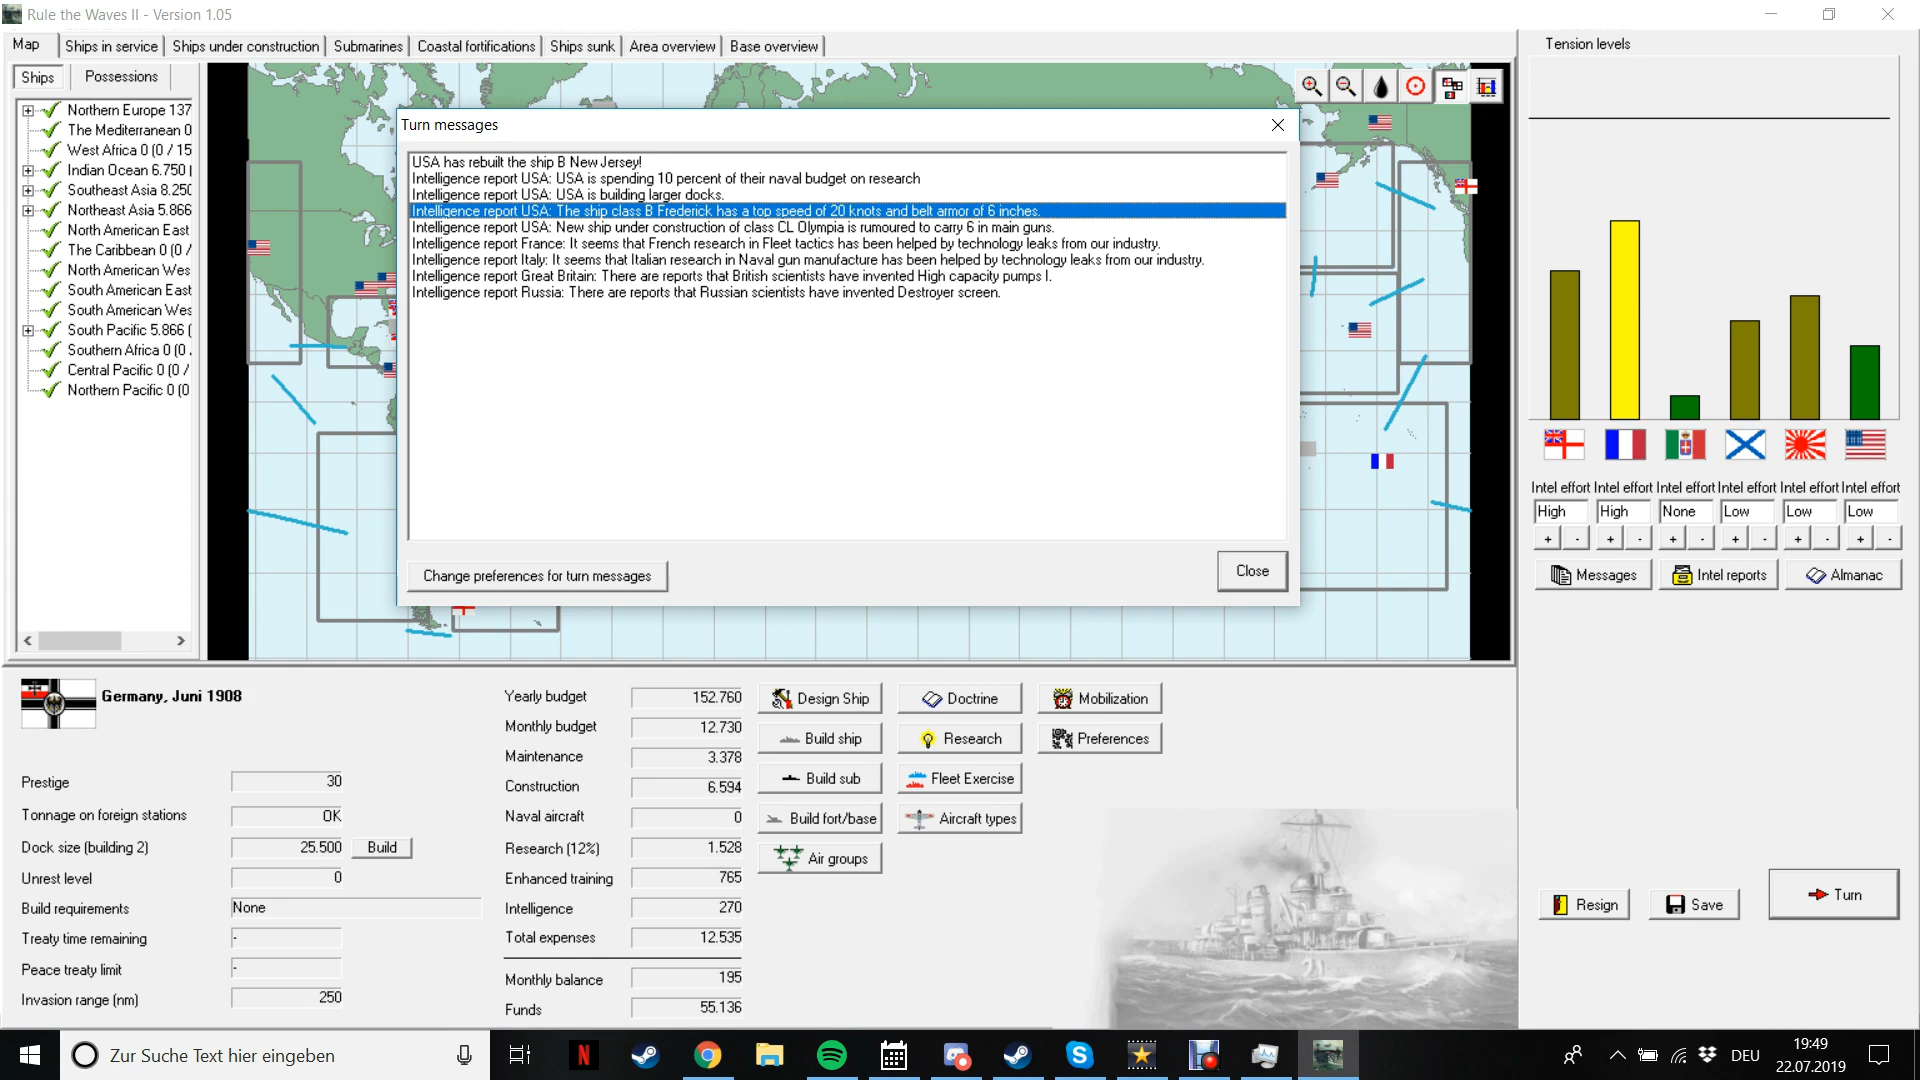 Rule the Waves II - Version 1.05
Map Ships in service Ships under construction Submarines Coastal fortifications Ships sunk Area overview Base overview
Ships Possessions
Northern Europe 137
The Mediterranean 0
West Africa 0 (0 / 15
Indian Ocean 6.750 (
Southeast Asia 8.250
Northeast Asia 5.866
North American East
The Caribbean 0 (0 /
North American Wes
South American East
South American Wes
South Pacific 5.866 (
Southern Africa 0 (0 .
Central Pacific 0 (0 /
Northern Pacific 0 (0
Turn messages
USA has rebuilt the ship B New Jersey!
Intelligence report USA: USA is spending 10 percent of their naval budget on research
Intelligence report USA: USA is building larger docks.
Intelligence report USA: The ship class B Frederick has a top speed of 20 knots and belt armor of 6 inches.
Intelligence report USA: New ship under construction of class CL Olympia is rumoured to carry 6 in main guns.
Intelligence report France: It seems that French research in Fleet tactics has been helped by technology leaks from our industry.
Intelligence report Italy: It seems that Italian research in Naval gun manufacture has been helped by technology leaks from our industry.
Intelligence report Great Britain: There are reports that British scientists have invented High capacity pumps I.
Intelligence report Russia: There are reports that Russian scientists have invented Destroyer screen.
Change preferences for turn messages
Close
Tension levels
Intel effort Intel effort Intel effort Intel effort Intel effort Intel effort
High High None Low Low Low
+ - + - + - + - + - + -
Messages Intel reports Almanac
Germany, Juni 1908
Prestige 30
Tonnage on foreign stations OK
Dock size (building 2) 25.500 Build
Unrest level 0
Build requirements None
Treaty time remaining -
Peace treaty limit -
Invasion range (nm) 250
Yearly budget 152.760
Monthly budget 12.730
Maintenance 3.378
Construction 6.594
Naval aircraft 0
Research (12%) 1.528
Enhanced training 765
Intelligence 270
Total expenses 12.535
Monthly balance 195
Funds 55.136
Design Ship Doctrine Mobilization
Build ship Research Preferences
Build sub Fleet Exercise
Build fort/base Aircraft types
Air groups
Resign Save Turn
Zur Suche Text hier eingeben
DEU
19:49
22.07.2019